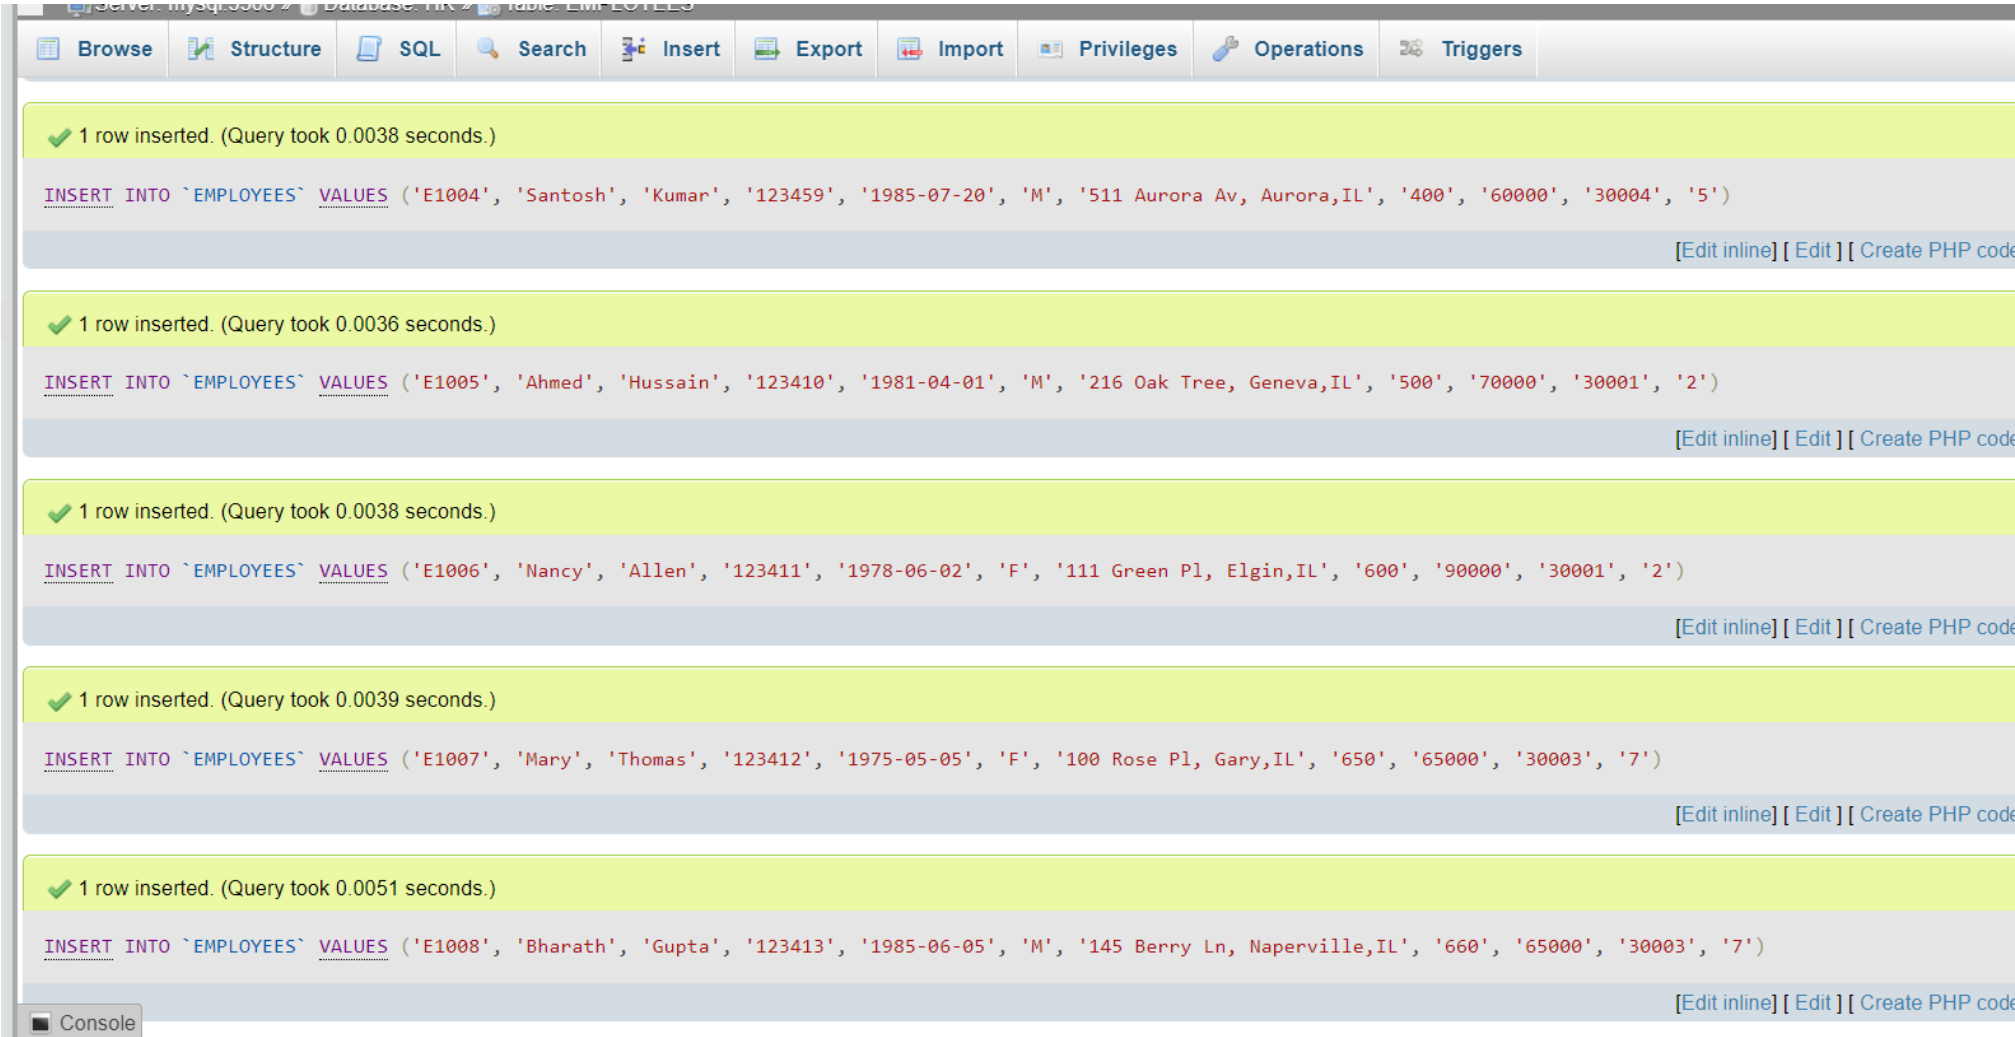 Server: mysql:3306 » Database: HR » Table: EMPLOYEES
Browse Structure SQL Search Insert Export Import Privileges Operations Triggers
1 row inserted. (Query took 0.0038 seconds.)
INSERT INTO `EMPLOYEES` VALUES ('E1004', 'Santosh', 'Kumar', '123459', '1985-07-20', 'M', '511 Aurora Av, Aurora,IL', '400', '60000', '30004', '5')
[Edit inline] [ Edit ] [ Create PHP code
1 row inserted. (Query took 0.0036 seconds.)
INSERT INTO `EMPLOYEES` VALUES ('E1005', 'Ahmed', 'Hussain', '123410', '1981-04-01', 'M', '216 Oak Tree, Geneva,IL', '500', '70000', '30001', '2')
[Edit inline] [ Edit ] [ Create PHP code
1 row inserted. (Query took 0.0038 seconds.)
INSERT INTO `EMPLOYEES` VALUES ('E1006', 'Nancy', 'Allen', '123411', '1978-06-02', 'F', '111 Green Pl, Elgin,IL', '600', '90000', '30001', '2')
[Edit inline] [ Edit ] [ Create PHP code
1 row inserted. (Query took 0.0039 seconds.)
INSERT INTO `EMPLOYEES` VALUES ('E1007', 'Mary', 'Thomas', '123412', '1975-05-05', 'F', '100 Rose Pl, Gary,IL', '650', '65000', '30003', '7')
[Edit inline] [ Edit ] [ Create PHP code
1 row inserted. (Query took 0.0051 seconds.)
INSERT INTO `EMPLOYEES` VALUES ('E1008', 'Bharath', 'Gupta', '123413', '1985-06-05', 'M', '145 Berry Ln, Naperville,IL', '660', '65000', '30003', '7')
[Edit inline] [ Edit ] [ Create PHP code
Console